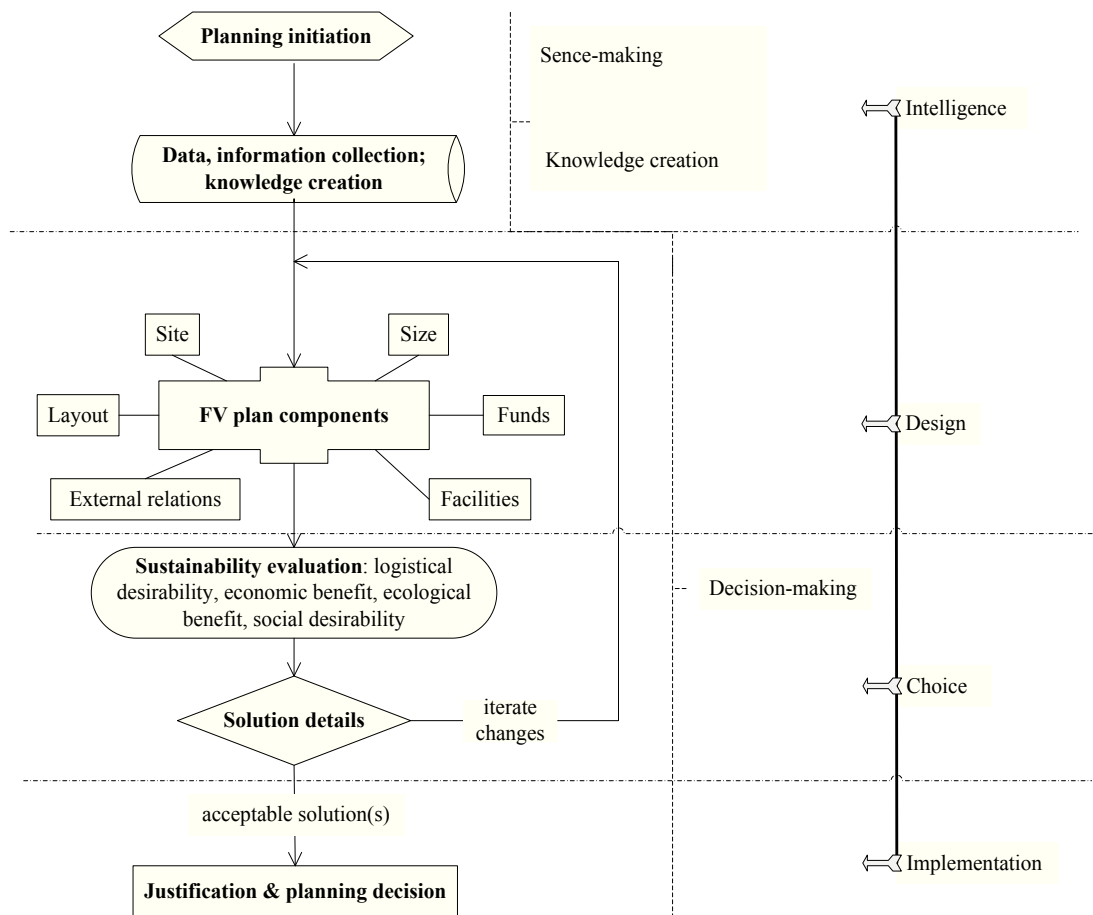 Planning initiation
Sence-making
Intelligence
Data, information collection;
knowledge creation
Knowledge creation
Site
Size
Layout
FV plan components
Funds
Design
External relations
Facilities
Sustainability evaluation: logistical
desirability, economic benefit, ecological
benefit, social desirability
Decision-making
Solution details
iterate
changes
Choice
acceptable solution(s)
Implementation
Justification & planning decision